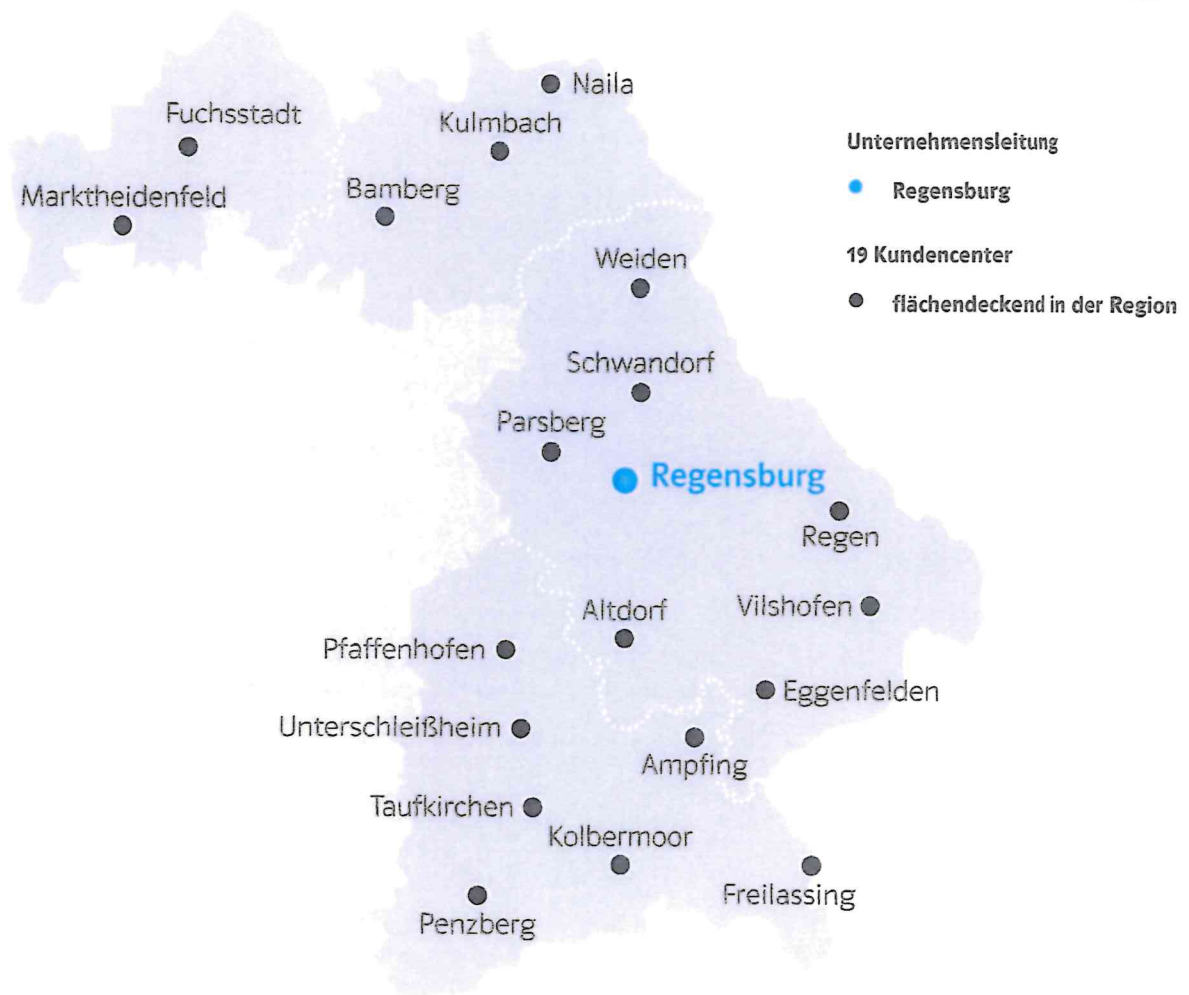 Naila
Fuchsstadt
Kulmbach
Marktheidenfeld
Bamberg
Weiden
Schwandorf
Parsberg
Regensburg
Regen
Altdorf
Vilshofen
Pfaffenhofen
Eggenfelden
Unterschleißheim
Ampfing
Taufkirchen
Kolbermoor
Freilassing
Penzberg
Unternehmensleitung
Regensburg
19 Kundencenter
flächendeckend in der Region